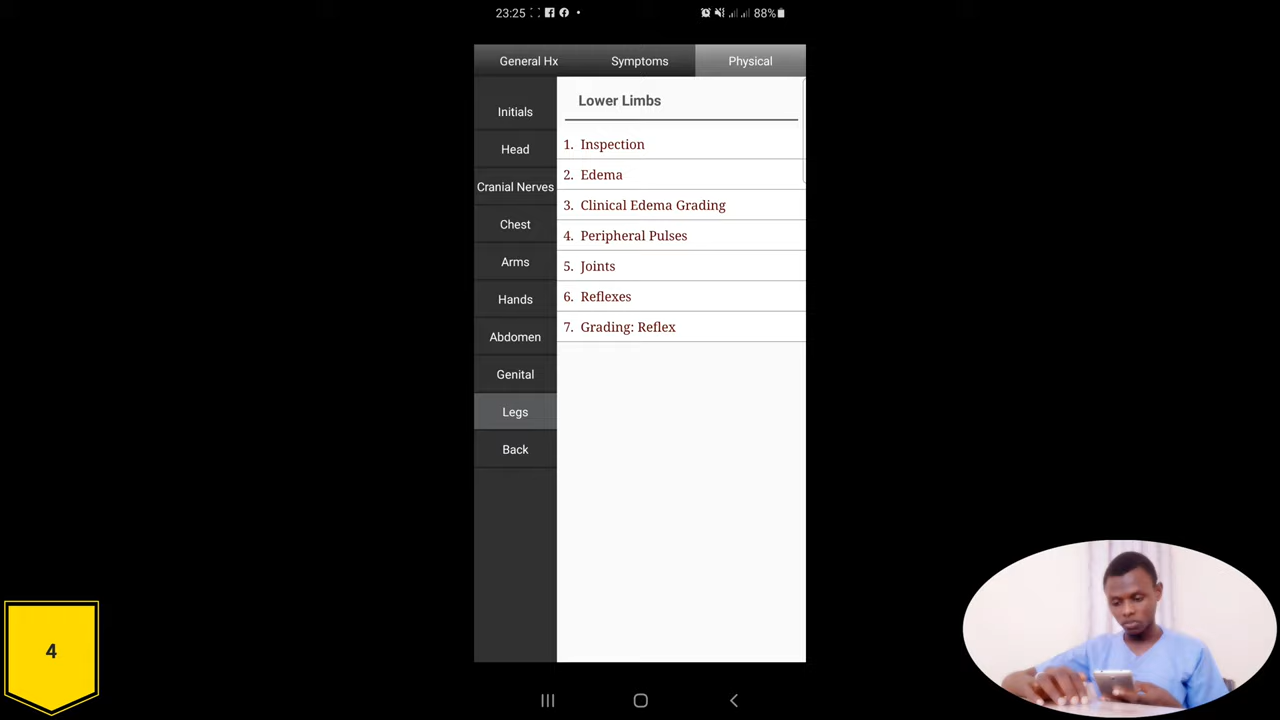 23:25
88%
General Hx
Symptoms
Physical
Initials
Head
Cranial Nerves
Chest
Arms
Hands
Abdomen
Genital
Legs
Back
Lower Limbs
1. Inspection
2. Edema
3. Clinical Edema Grading
4. Peripheral Pulses
5. Joints
6. Reflexes
7. Grading: Reflex
4